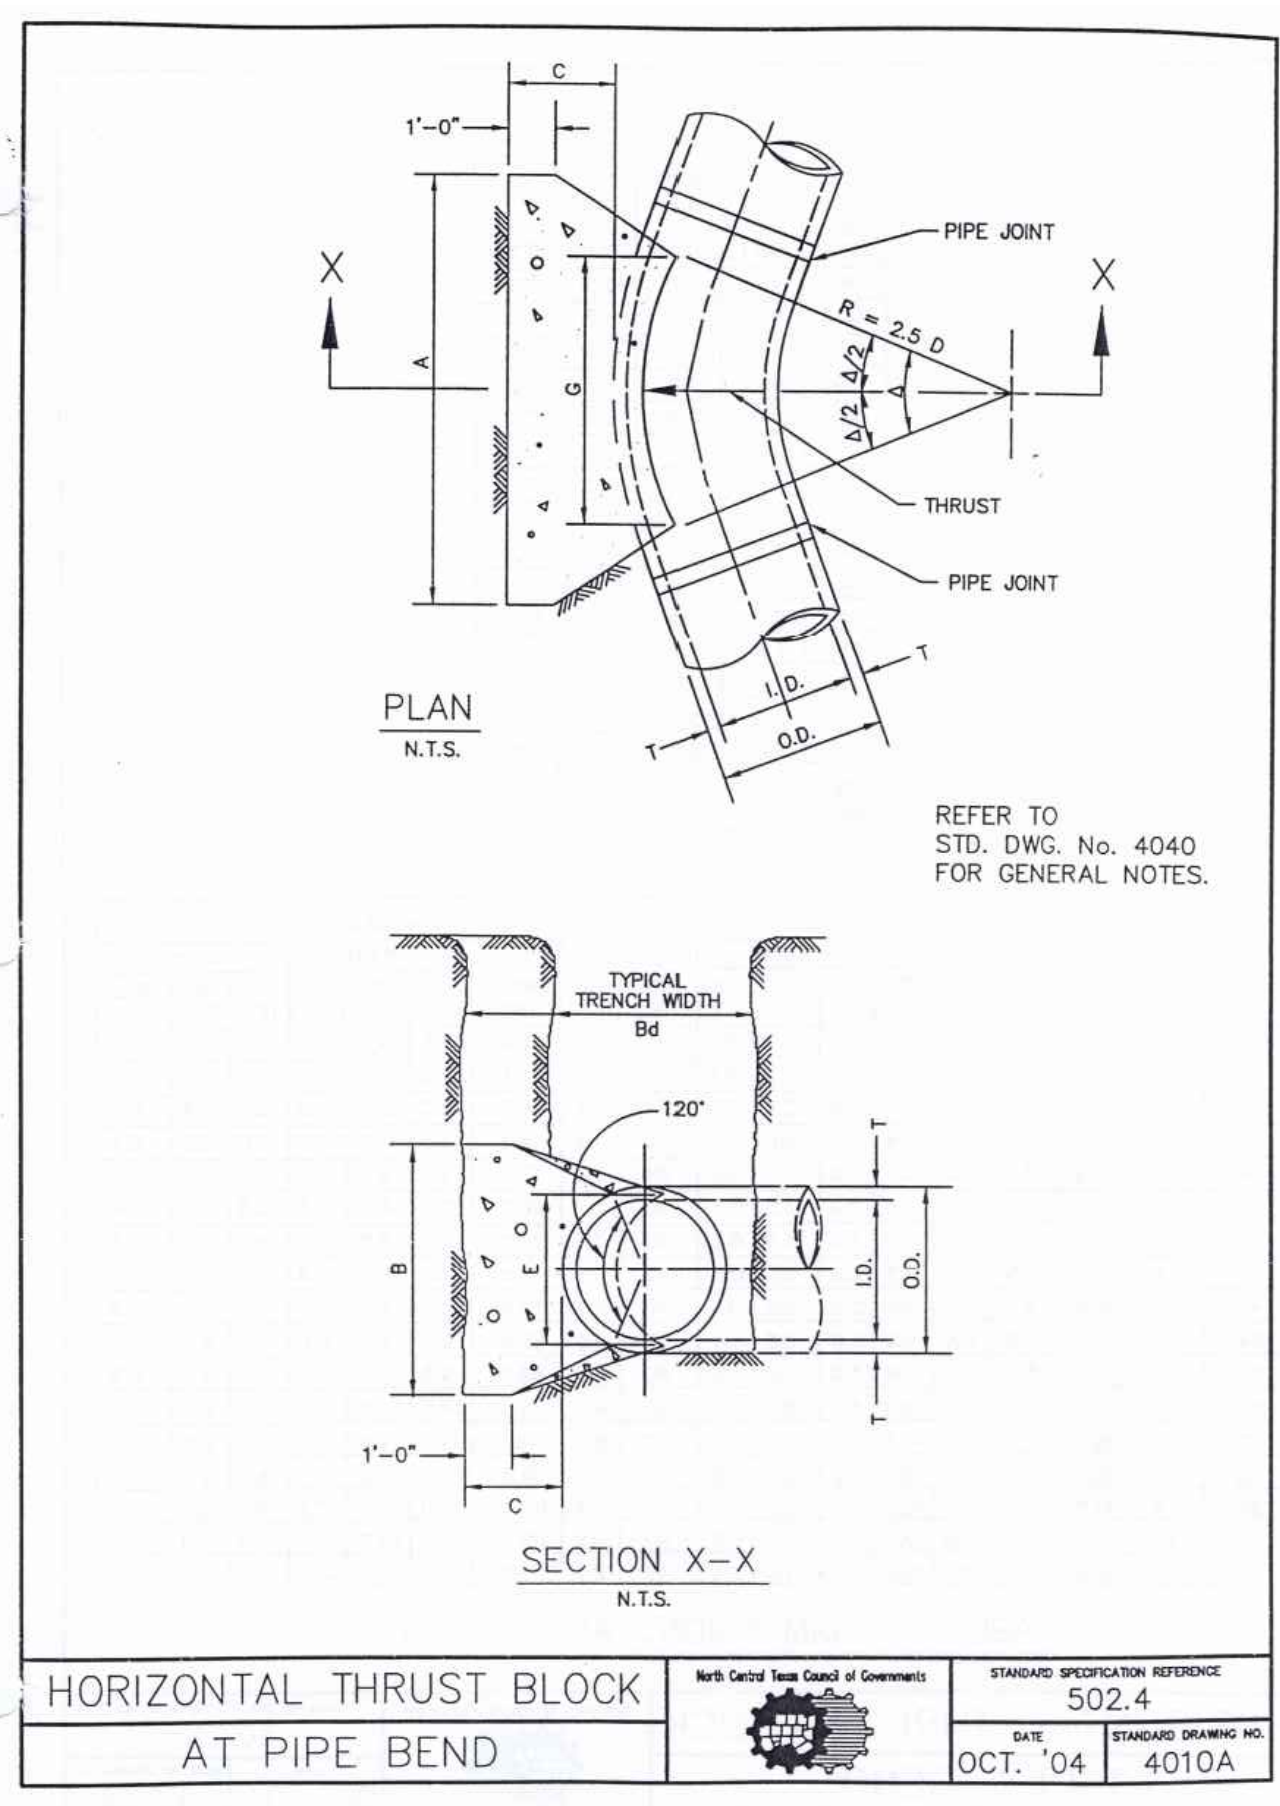 C
1'-0"
PIPE JOINT
X
X
R = 2.5 D
A
G
Δ/2
Δ
Δ/2
THRUST
PIPE JOINT
T
I.D.
O.D.
T
PLAN
N.T.S.
REFER TO
STD. DWG. No. 4040
FOR GENERAL NOTES.
TYPICAL
TRENCH WIDTH
Bd
120°
T
B
E
I.D.
O.D.
T
1'-0"
C
SECTION X-X
N.T.S.
HORIZONTAL THRUST BLOCK
AT PIPE BEND
North Central Texas Council of Governments
STANDARD SPECIFICATION REFERENCE
502.4
DATE
OCT. '04
STANDARD DRAWING NO.
4010A